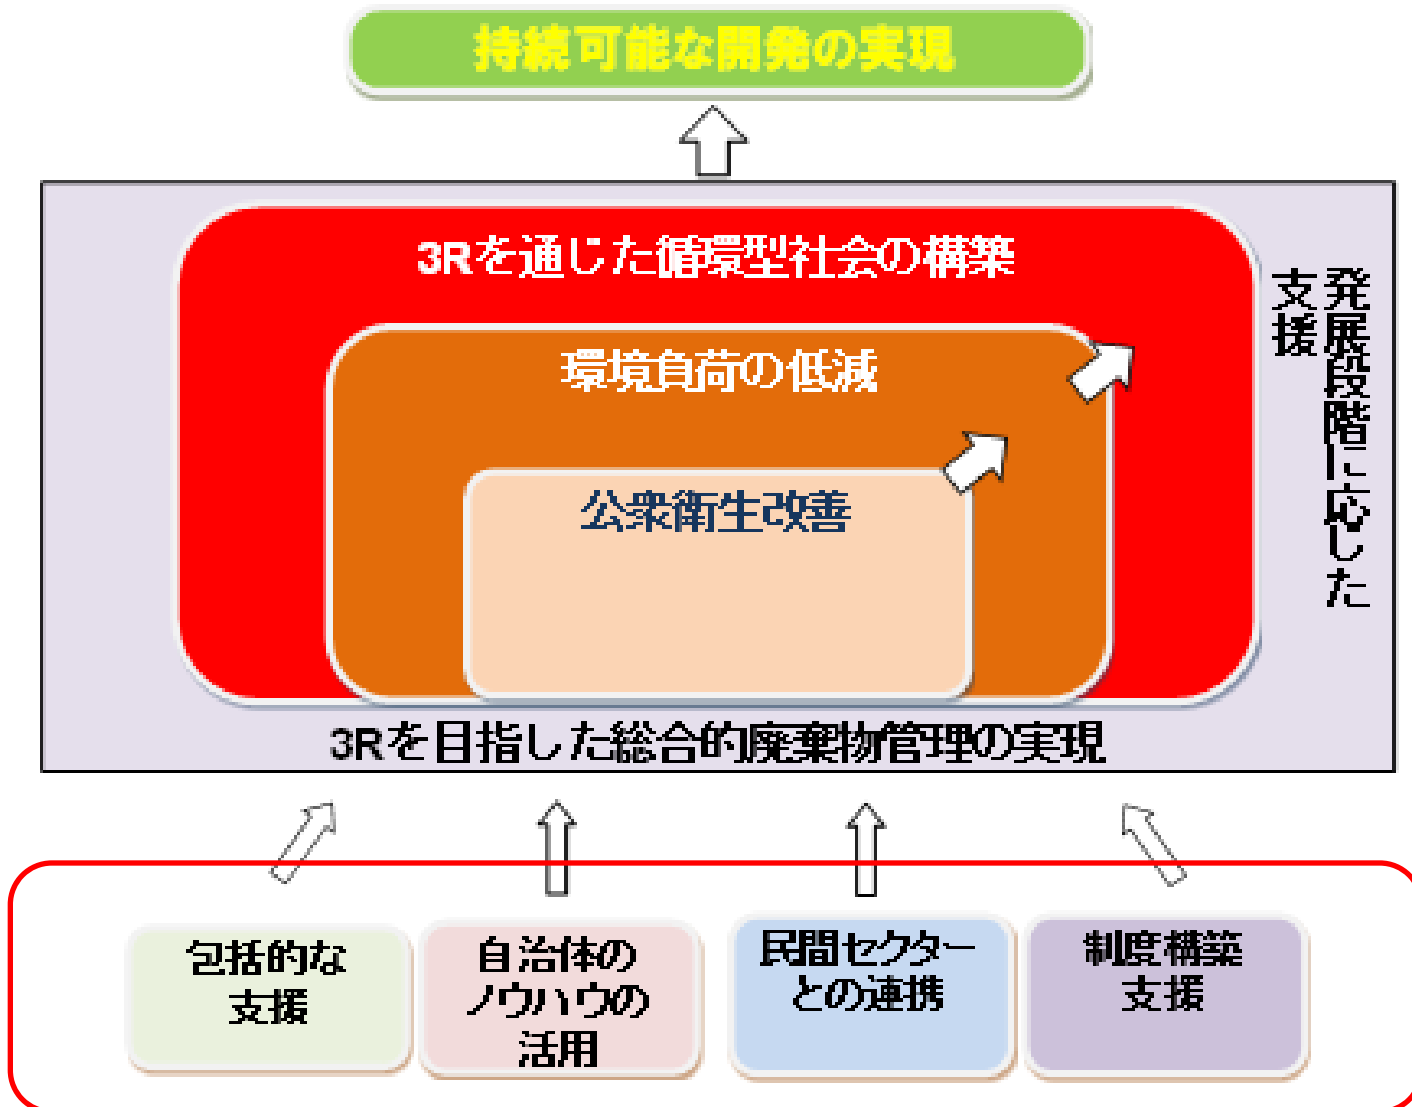 持続可能な開発の実現
3Rを通じた循環型社会の構築
環境負荷の低減
公衆衛生改善
発展段階に応じた
支援
3Rを目指した総合的廃棄物管理の実現
包括的な
支援
自治体の
ノウハウの
活用
民間セクター
との連携
制度構築
支援